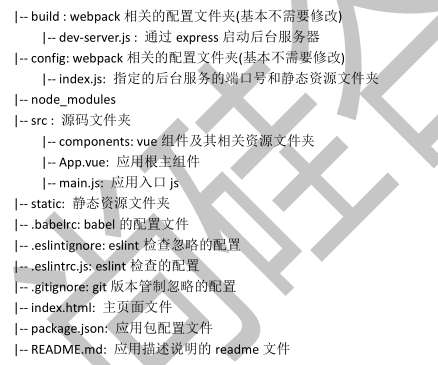 |-- build : webpack 相关的配置文件夹(基本不需要修改)
|-- dev-server.js : 通过 express 启动后台服务器
|-- config: webpack 相关的配置文件夹(基本不需要修改)
|-- index.js: 指定的后台服务的端口号和静态资源文件夹
|-- node_modules
|-- src : 源码文件夹
|-- components: vue 组件及其相关资源文件夹
|-- App.vue: 应用根主组件
|-- main.js: 应用入口 js
|-- static: 静态资源文件夹
|-- .babelrc: babel 的配置文件
|-- .eslintignore: eslint 检查忽略的配置
|-- .eslintrc.js: eslint 检查的配置
|-- .gitignore: git 版本管制忽略的配置
|-- index.html: 主页面文件
|-- package.json: 应用包配置文件
|-- README.md: 应用描述说明的 readme 文件